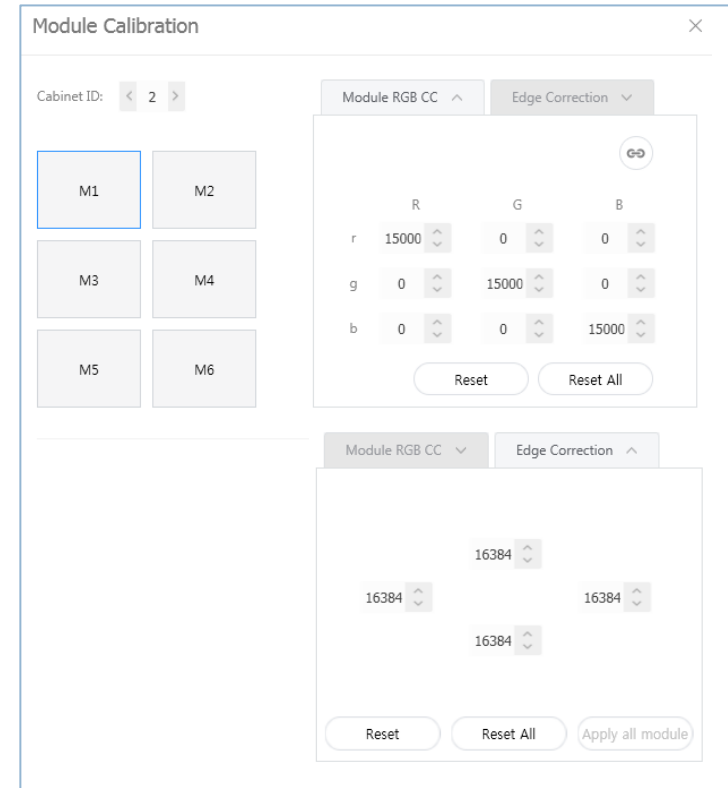 Module Calibration
Cabinet ID: < 2 >
Module RGB CC Edge Correction
M1 M2
R G B
r 15000 0 0
M3 M4
g 0 15000 0
b 0 0 15000
M5 M6
Reset Reset All
Module RGB CC Edge Correction
16384
16384 16384
16384
Reset Reset All Apply all module